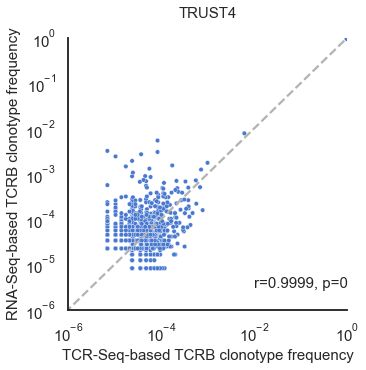 TRUST4
RNA-Seq-based TCRB clonotype frequency
10^0
10^-1
10^-2
10^-3
10^-4
10^-5
10^-6
r=0.9999, p=0
10^-6 10^-4 10^-2 10^0
TCR-Seq-based TCRB clonotype frequency